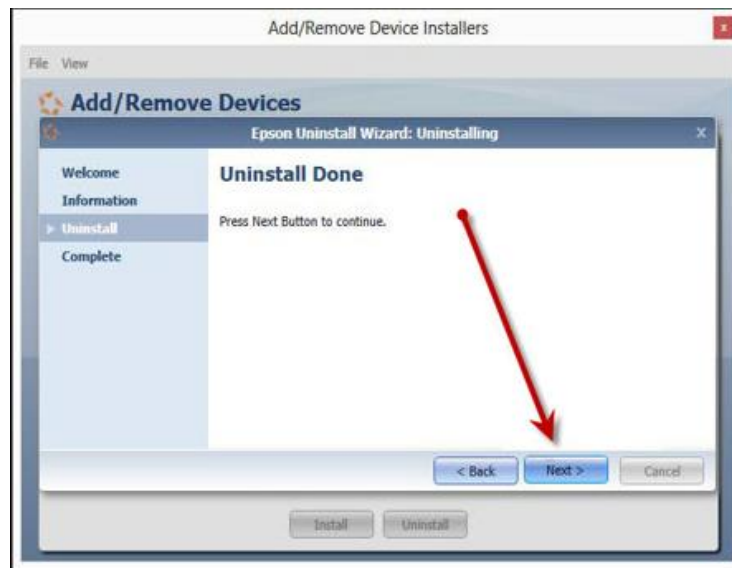 Add/Remove Device Installers
x
File View
Add/Remove Devices
Epson Uninstall Wizard: Uninstalling
x
Welcome
Information
Uninstall
Complete
Uninstall Done
Press Next Button to continue.
< Back Next > Cancel
Install Uninstall